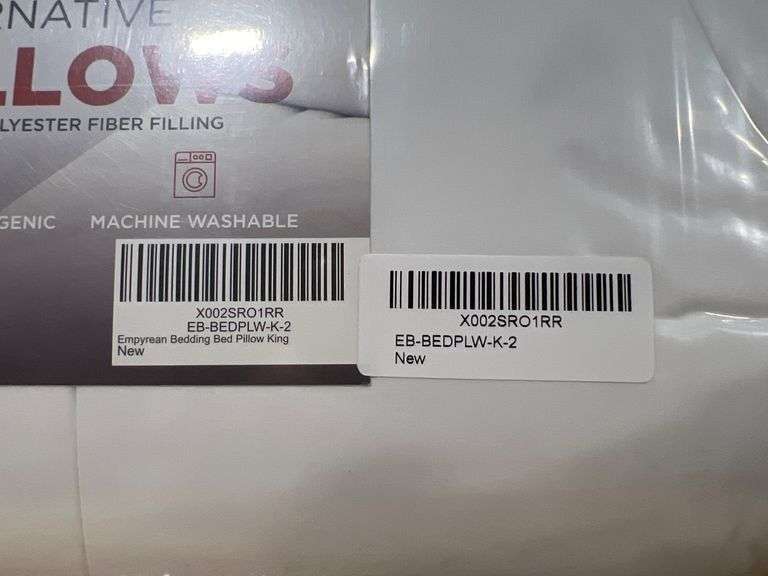 RNATIVE
LLOWS
LYESTER FIBER FILLING
GENIC MACHINE WASHABLE
X002SRO1RR
EB-BEDPLW-K-2
Empyrean Bedding Bed Pillow King
New
X002SRO1RR
EB-BEDPLW-K-2
New